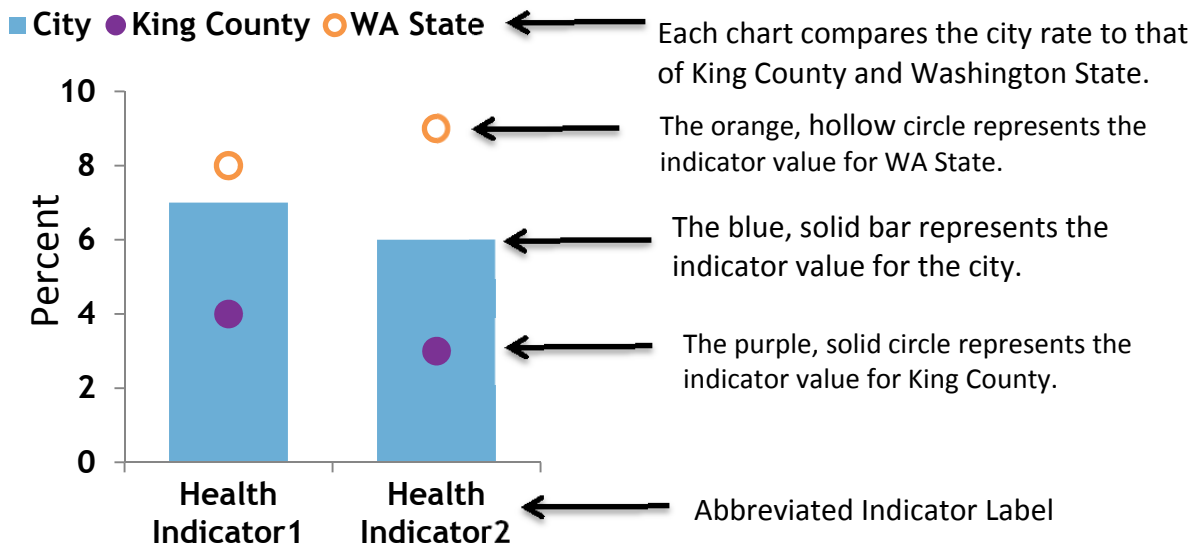 City King County WA State
Each chart compares the city rate to that
of King County and Washington State.
10
8
6
4
2
0
Percent
The orange, hollow circle represents the
indicator value for WA State.
The blue, solid bar represents the
indicator value for the city.
The purple, solid circle represents the
indicator value for King County.
Health
Indicator1
Health
Indicator2
Abbreviated Indicator Label